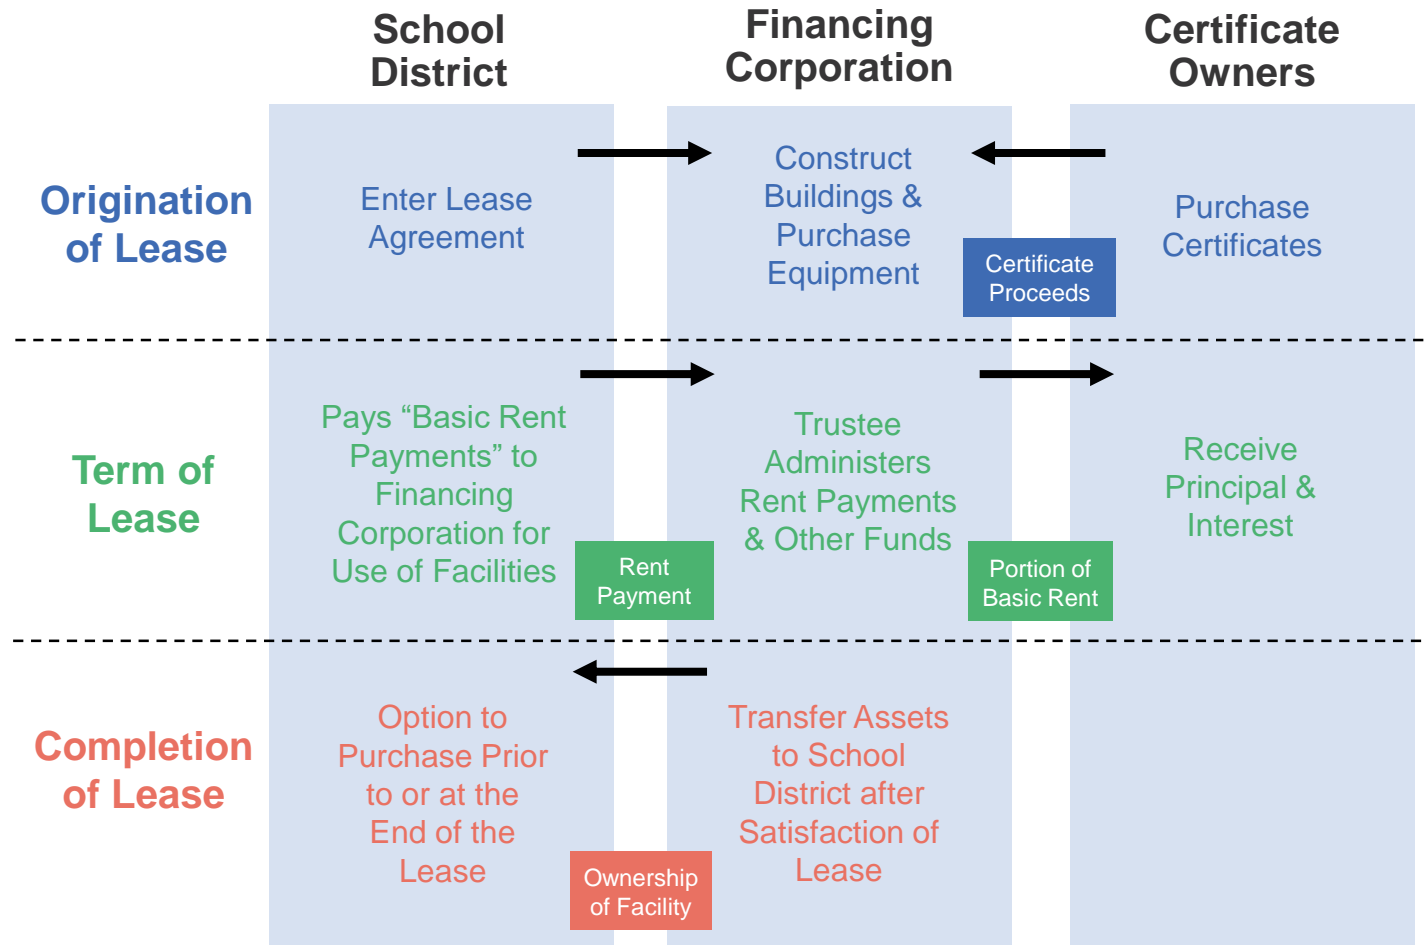 School
District
Financing
Corporation
Certificate
Owners
Origination
of Lease
Enter Lease
Agreement
Construct
Buildings &
Purchase
Equipment
Certificate
Proceeds
Purchase
Certificates
Term of
Lease
Pays “Basic Rent
Payments” to
Financing
Corporation for
Use of Facilities
Rent
Payment
Trustee
Administers
Rent Payments
& Other Funds
Portion of
Basic Rent
Receive
Principal &
Interest
Completion
of Lease
Option to
Purchase Prior
to or at the
End of the
Lease
Ownership
of Facility
Transfer Assets
to School
District after
Satisfaction of
Lease